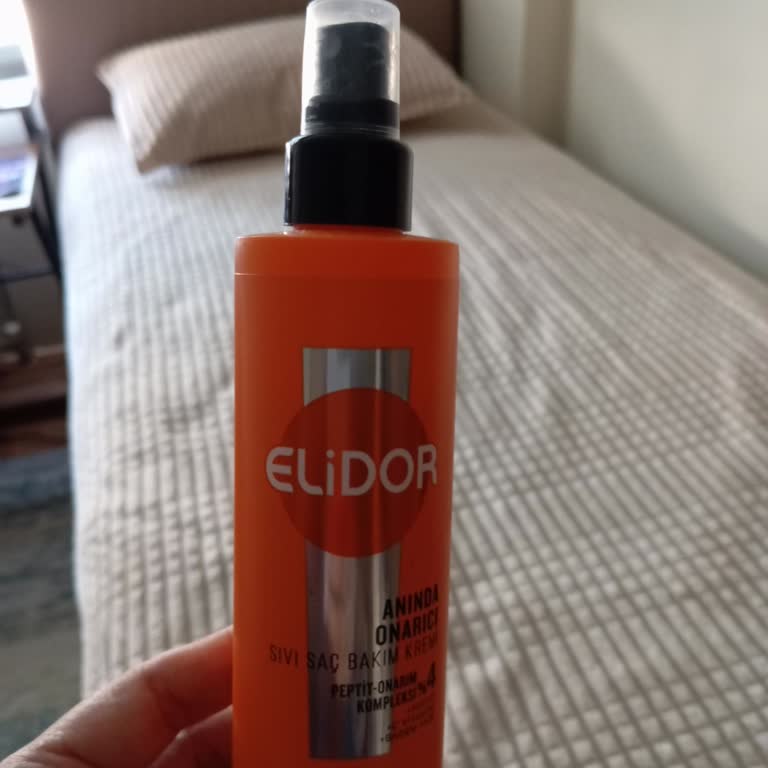 ELiDOR
ANINDA
ONARICI
SIVI SAÇ BAKIM KREMİ
PEPTİT-ONARIM
KOMPLEKSİ %4